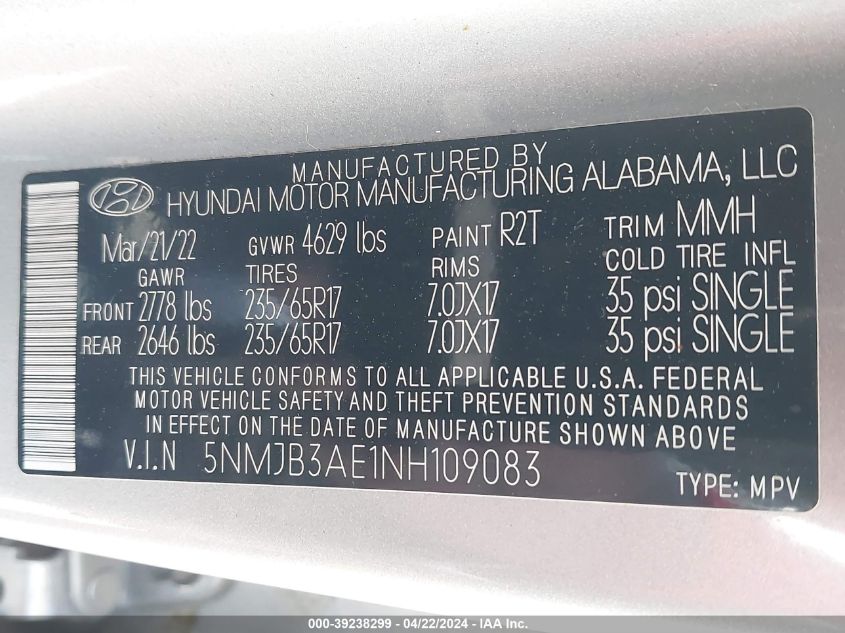 MANUFACTURED BY
HYUNDAI MOTOR MANUFACTURING ALABAMA, LLC
Mar/21/22 GVWR 4629 lbs PAINT R2T TRIM MMH
GAWR TIRES RIMS COLD TIRE INFL
FRONT 2778 lbs 235/65R17 7.0JX17 35 psi SINGLE
REAR 2646 lbs 235/65R17 7.0JX17 35 psi SINGLE
THIS VEHICLE CONFORMS TO ALL APPLICABLE U.S.A. FEDERAL
MOTOR VEHICLE SAFETY AND THEFT PREVENTION STANDARDS
IN EFFECT ON THE DATE OF MANUFACTURE SHOWN ABOVE
V.I.N 5NMJB3AE1NH109083
TYPE: MPV
000-39238299 - 04/22/2024 - IAA Inc.